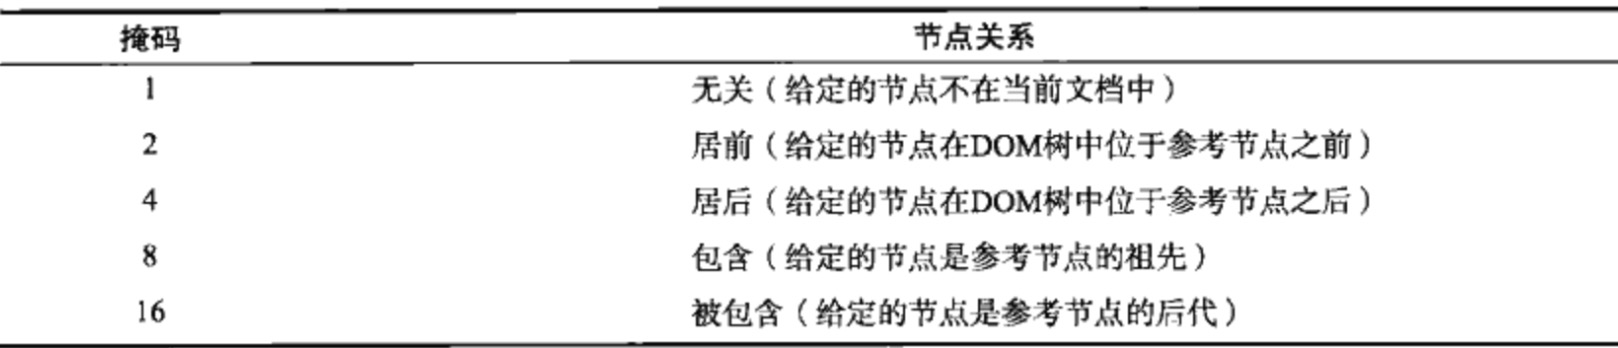 掩码 节点关系
1 无关（给定的节点不在当前文档中）
2 居前（给定的节点在DOM树中位于参考节点之前）
4 居后（给定的节点在DOM树中位于参考节点之后）
8 包含（给定的节点是参考节点的祖先）
16 被包含（给定的节点是参考节点的后代）